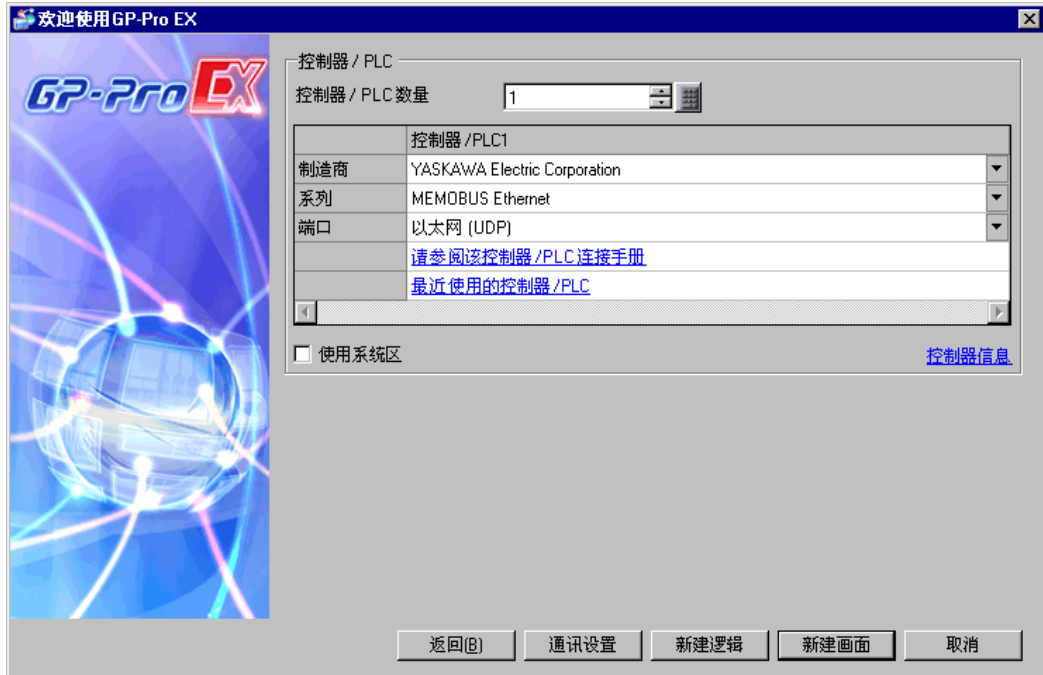 欢迎使用GP-Pro EX
GP-Pro EX
控制器/ PLC
控制器/ PLC数量 1
控制器/PLC1
制造商 YASKAWA Electric Corporation
系列 MEMOBUS Ethernet
端口 以太网 (UDP)
请参阅该控制器/PLC连接手册
最近使用的控制器/PLC
使用系统区 控制器信息
返回(B) 通讯设置 新建逻辑 新建画面 取消